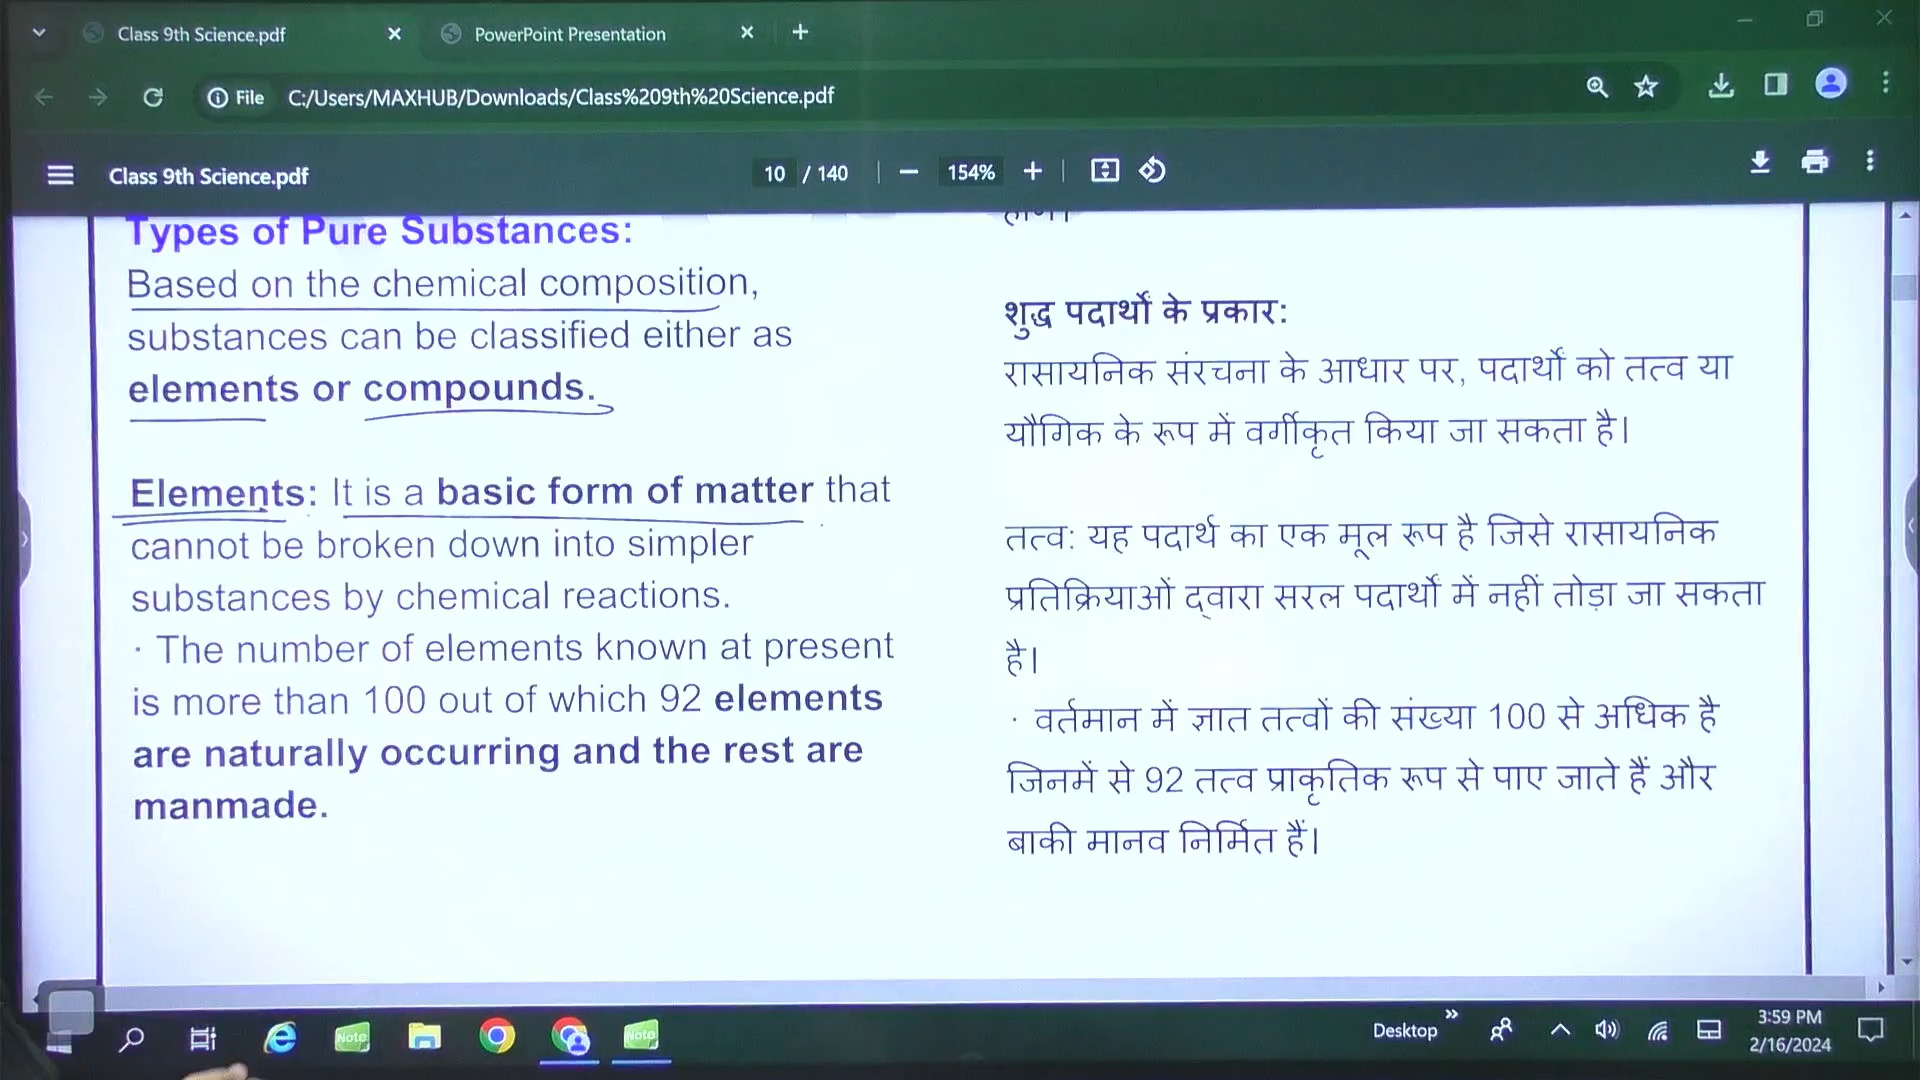 Class 9th Science.pdf
PowerPoint Presentation
File
C:/Users/MAXHUB/Downloads/Class%209th%20Science.pdf
Class 9th Science.pdf
10 / 140
154%
Types of Pure Substances:
Based on the chemical composition,
substances can be classified either as
elements or compounds.
Elements: It is a basic form of matter that
cannot be broken down into simpler
substances by chemical reactions.
· The number of elements known at present
is more than 100 out of which 92 elements
are naturally occurring and the rest are
manmade.
शुद्ध पदार्थों के प्रकार:
रासायनिक संरचना के आधार पर, पदार्थों को तत्व या
यौगिक के रूप में वर्गीकृत किया जा सकता है।
तत्व: यह पदार्थ का एक मूल रूप है जिसे रासायनिक
प्रतिक्रियाओं द्वारा सरल पदार्थों में नहीं तोड़ा जा सकता
है।
· वर्तमान में ज्ञात तत्वों की संख्या 100 से अधिक है
जिनमें से 92 तत्व प्राकृतिक रूप से पाए जाते हैं और
बाकी मानव निर्मित हैं।
Note
Note
Desktop
3:59 PM
2/16/2024